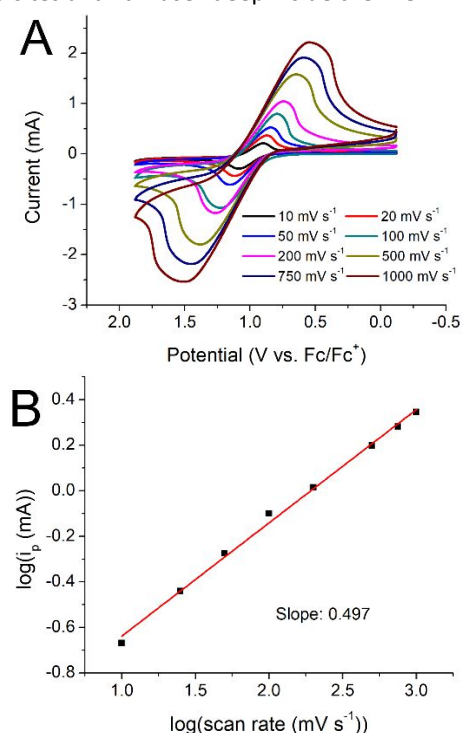 A
3
2
1
0
-1
-2
-3
Current (mA)
10 mV s⁻¹ 20 mV s⁻¹
50 mV s⁻¹ 100 mV s⁻¹
200 mV s⁻¹ 500 mV s⁻¹
750 mV s⁻¹ 1000 mV s⁻¹
2.0 1.5 1.0 0.5 0.0 -0.5
Potential (V vs. Fc/Fc⁺)
B
0.4
0.2
0.0
-0.2
-0.4
-0.6
-0.8
log(iₚ (mA))
Slope: 0.497
1.0 1.5 2.0 2.5 3.0
log(scan rate (mV s⁻¹))